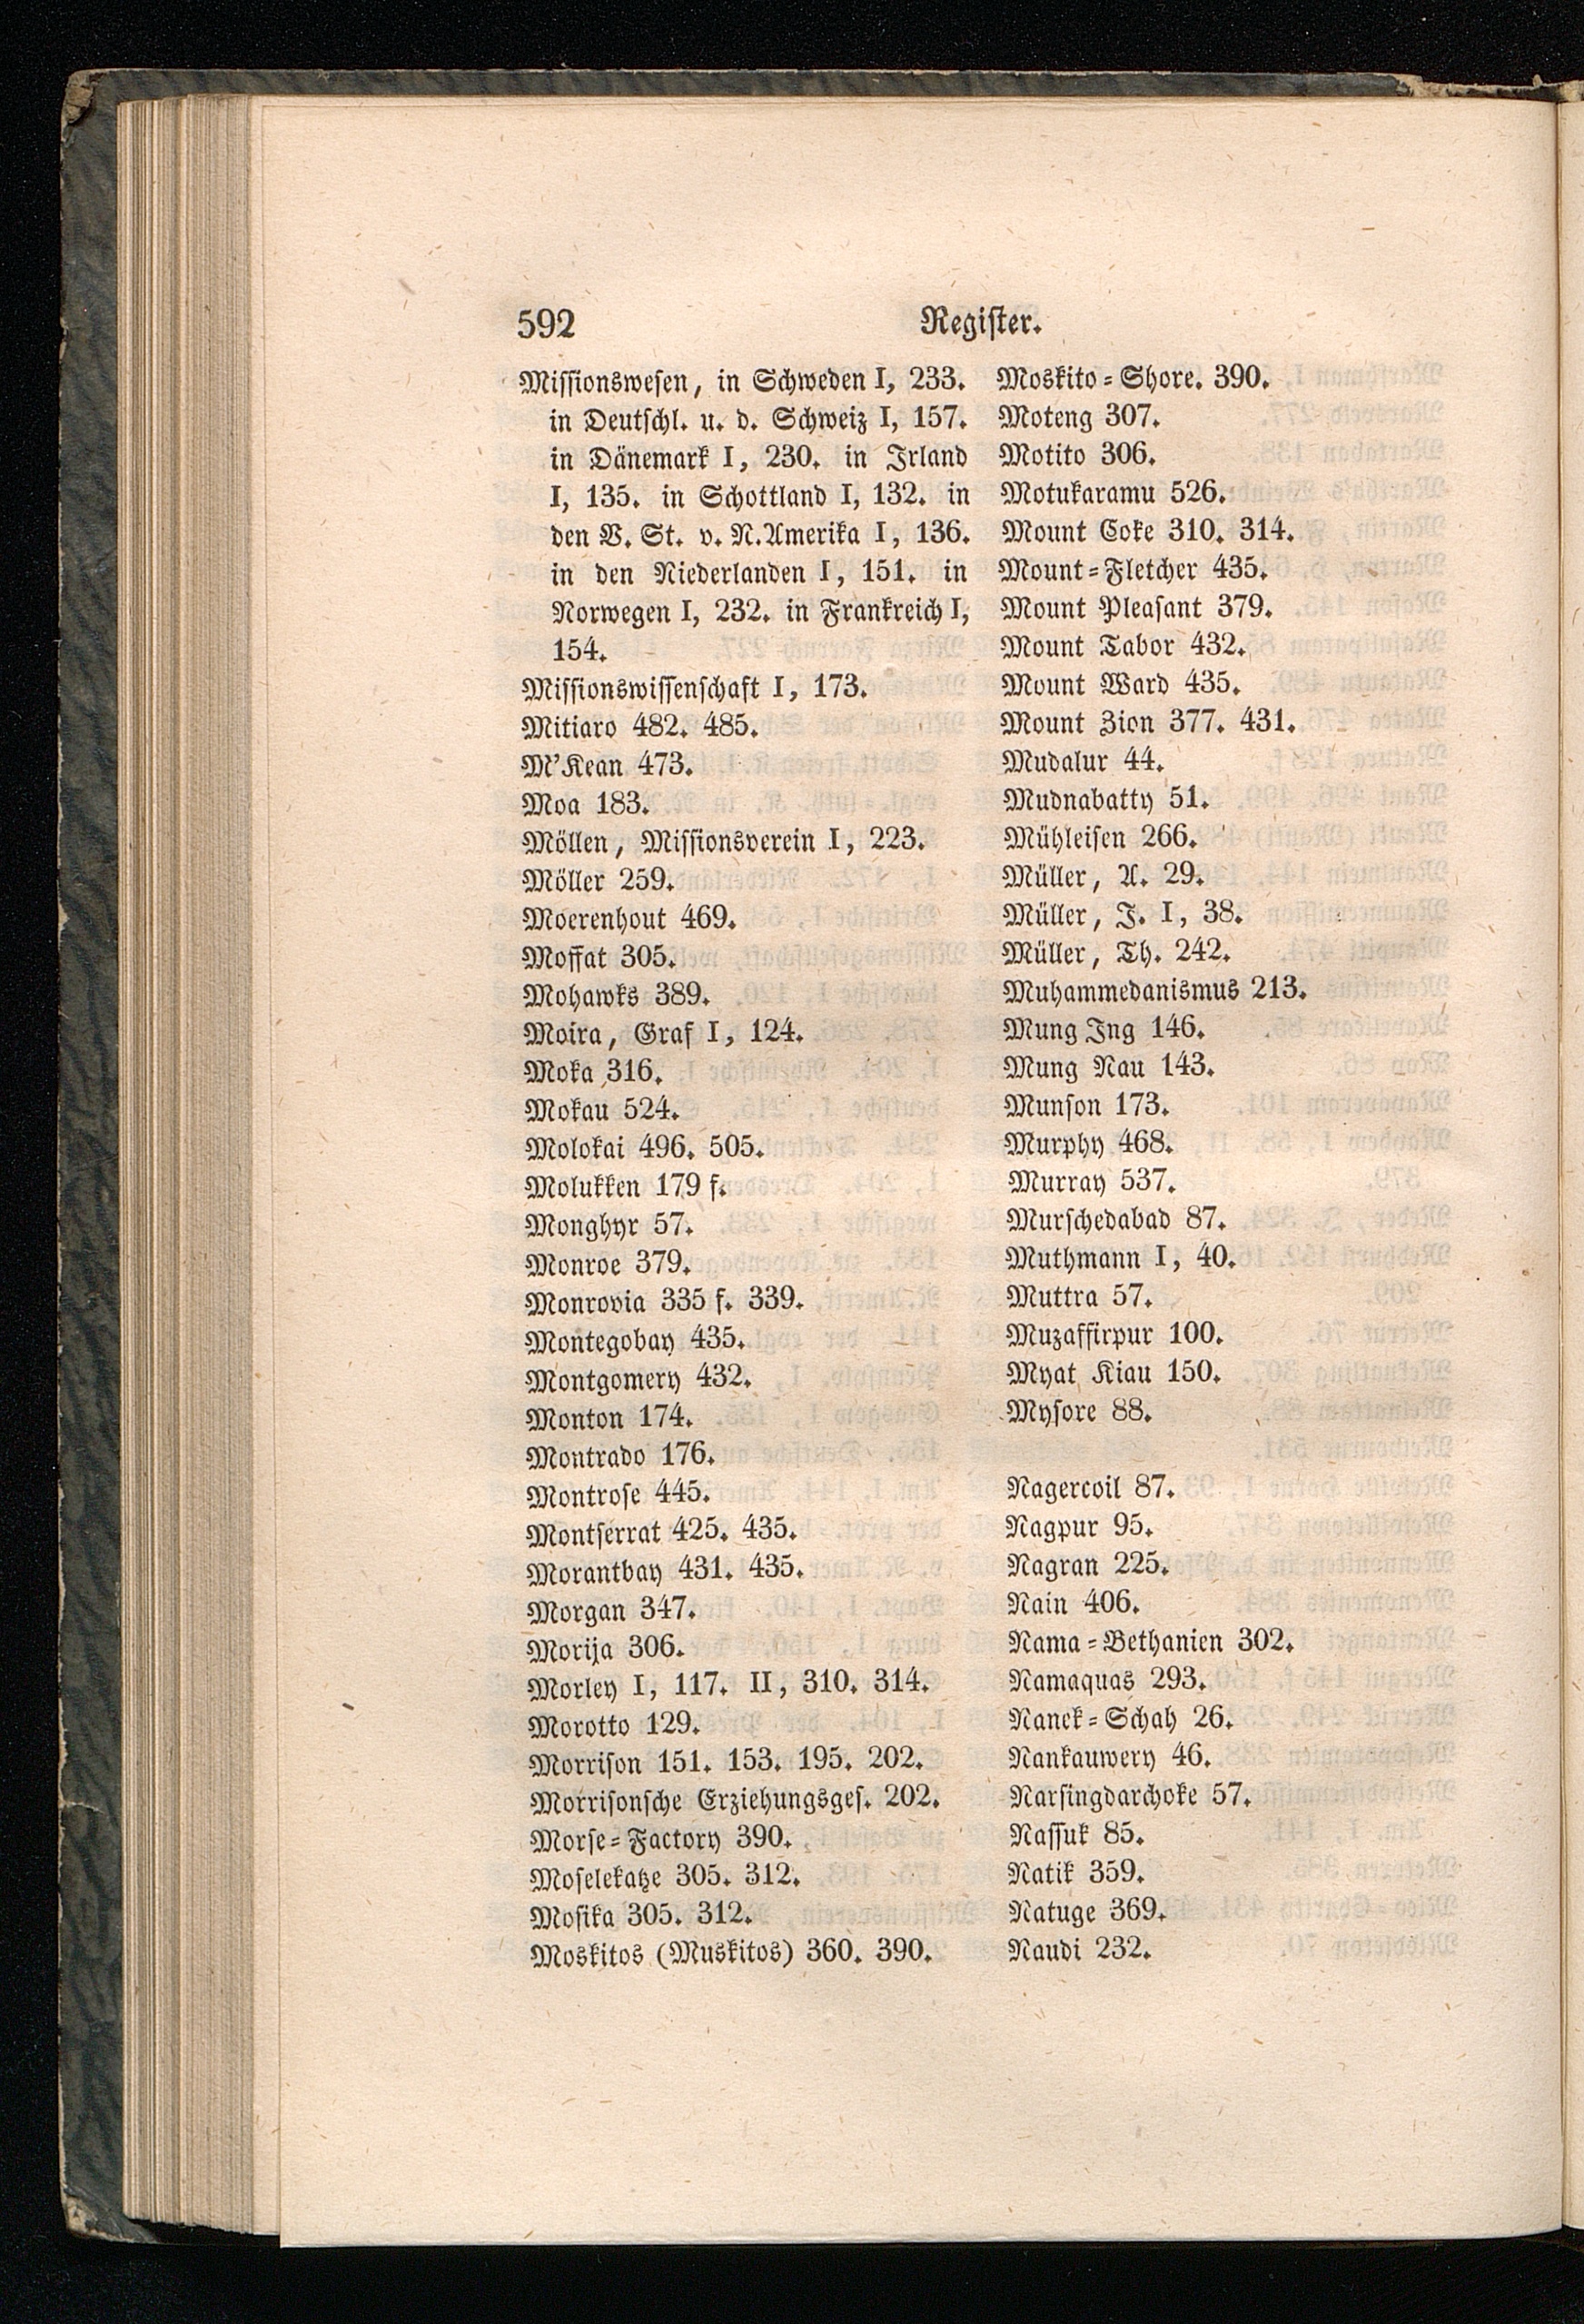 592
Register.
Missionswesen, in Schweden I, 233.
in Deutschl. u. d. Schweiz I, 157.
in Dänemark I, 230. in Irland
I, 135. in Schottland I, 132. in
den V. St. v. N.Amerika I, 136.
in den Niederlanden I, 151. in
Norwegen I, 232. in Frankreich I,
154.
Missionswissenschaft I, 173.
Mitiaro 482. 485.
M'Kean 473.
Moa 183.
Möllen, Missionsverein I, 223.
Möller 259.
Moerenhout 469.
Moffat 305.
Mohawks 389.
Moira, Graf I, 124.
Moka 316.
Mokau 524.
Molokai 496. 505.
Molukken 179 f.
Monghyr 57.
Monroe 379.
Monrovia 335 f. 339.
Montegobay 435.
Montgomery 432.
Monton 174.
Montrado 176.
Montrose 445.
Montserrat 425. 435.
Morantbay 431. 435.
Morgan 347.
Morija 306.
Morley I, 117. II, 310. 314.
Morotto 129.
Morrison 151. 153. 195. 202.
Morrisonsche Erziehungsges. 202.
Morse=Factory 390.
Moselekatze 305. 312.
Mosika 305. 312.
Moskitos (Muskitos) 360. 390.
Moskito=Shore. 390.
Moteng 307.
Motito 306.
Motukaramu 526.
Mount Coke 310. 314.
Mount=Fletcher 435.
Mount Pleasant 379.
Mount Tabor 432.
Mount Ward 435.
Mount Zion 377. 431.
Mudalur 44.
Mudnabatty 51.
Mühleisen 266.
Müller, A. 29.
Müller, J. I, 38.
Müller, Th. 242.
Muhammedanismus 213.
Mung Ing 146.
Mung Nau 143.
Munson 173.
Murphy 468.
Murray 537.
Murschedabad 87.
Muthmann I, 40.
Muttra 57.
Muzaffirpur 100.
Myat Kiau 150.
Mysore 88.
Nagercoil 87.
Nagpur 95.
Nagran 225.
Nain 406.
Nama=Bethanien 302.
Namaquas 293.
Nanek=Schah 26.
Nankauwery 46.
Narsingdarchoke 57.
Nassuk 85.
Natik 359.
Natuge 369.
Naudi 232.